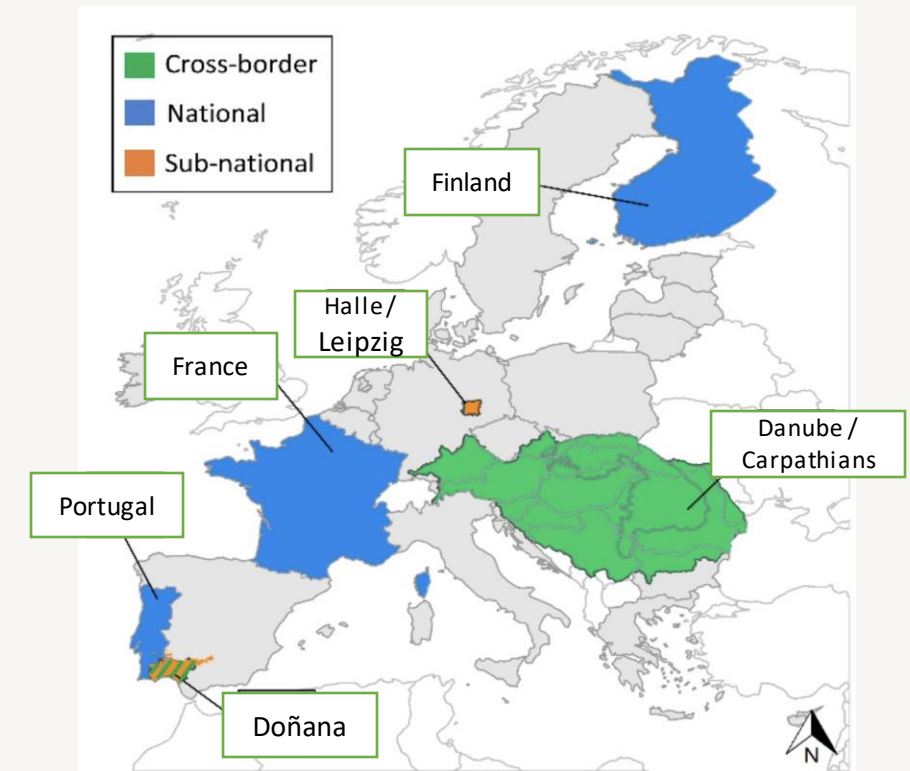 Cross-border
National
Sub-national
Finland
Halle/
Leipzig
France
Danube/
Carpathians
Portugal
Doñana
N